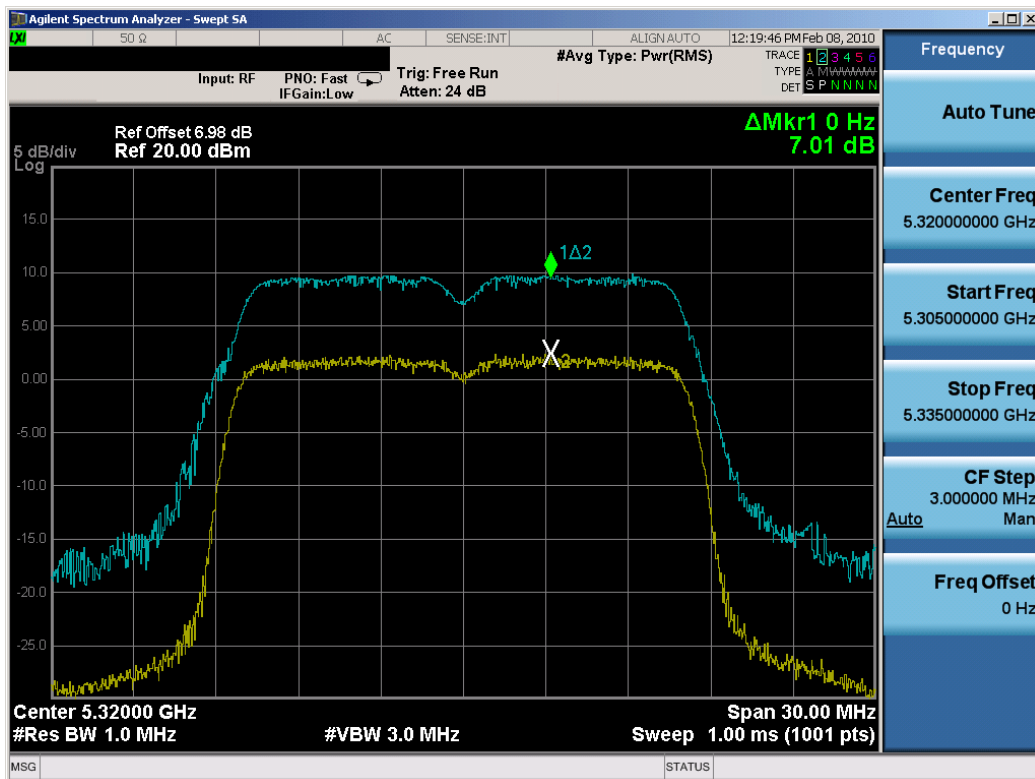 Agilent Spectrum Analyzer - Swept SA
LXI 50 Ω AC SENSE:INT ALIGN AUTO 12:19:46 PM Feb 08, 2010
Frequency
#Avg Type: Pwr(RMS)
TRACE 1 2 3 4 5 6
Input: RF PNO: Fast Trig: Free Run
TYPE A M W W W W
IFGain:Low Atten: 24 dB
DET S P N N N N
Auto Tune
ΔMkr1 0 Hz
Ref Offset 6.98 dB
7.01 dB
5 dB/div Ref 20.00 dBm
Log
Center Freq
5.320000000 GHz
15.0
1Δ2
10.0
Start Freq
5.305000000 GHz
5.00
X2
0.00
Stop Freq
5.335000000 GHz
-5.00
CF Step
3.000000 MHz
-10.0
Auto Man
-15.0
Freq Offset
-20.0
0 Hz
-25.0
Center 5.32000 GHz Span 30.00 MHz
#Res BW 1.0 MHz #VBW 3.0 MHz Sweep 1.00 ms (1001 pts)
MSG STATUS